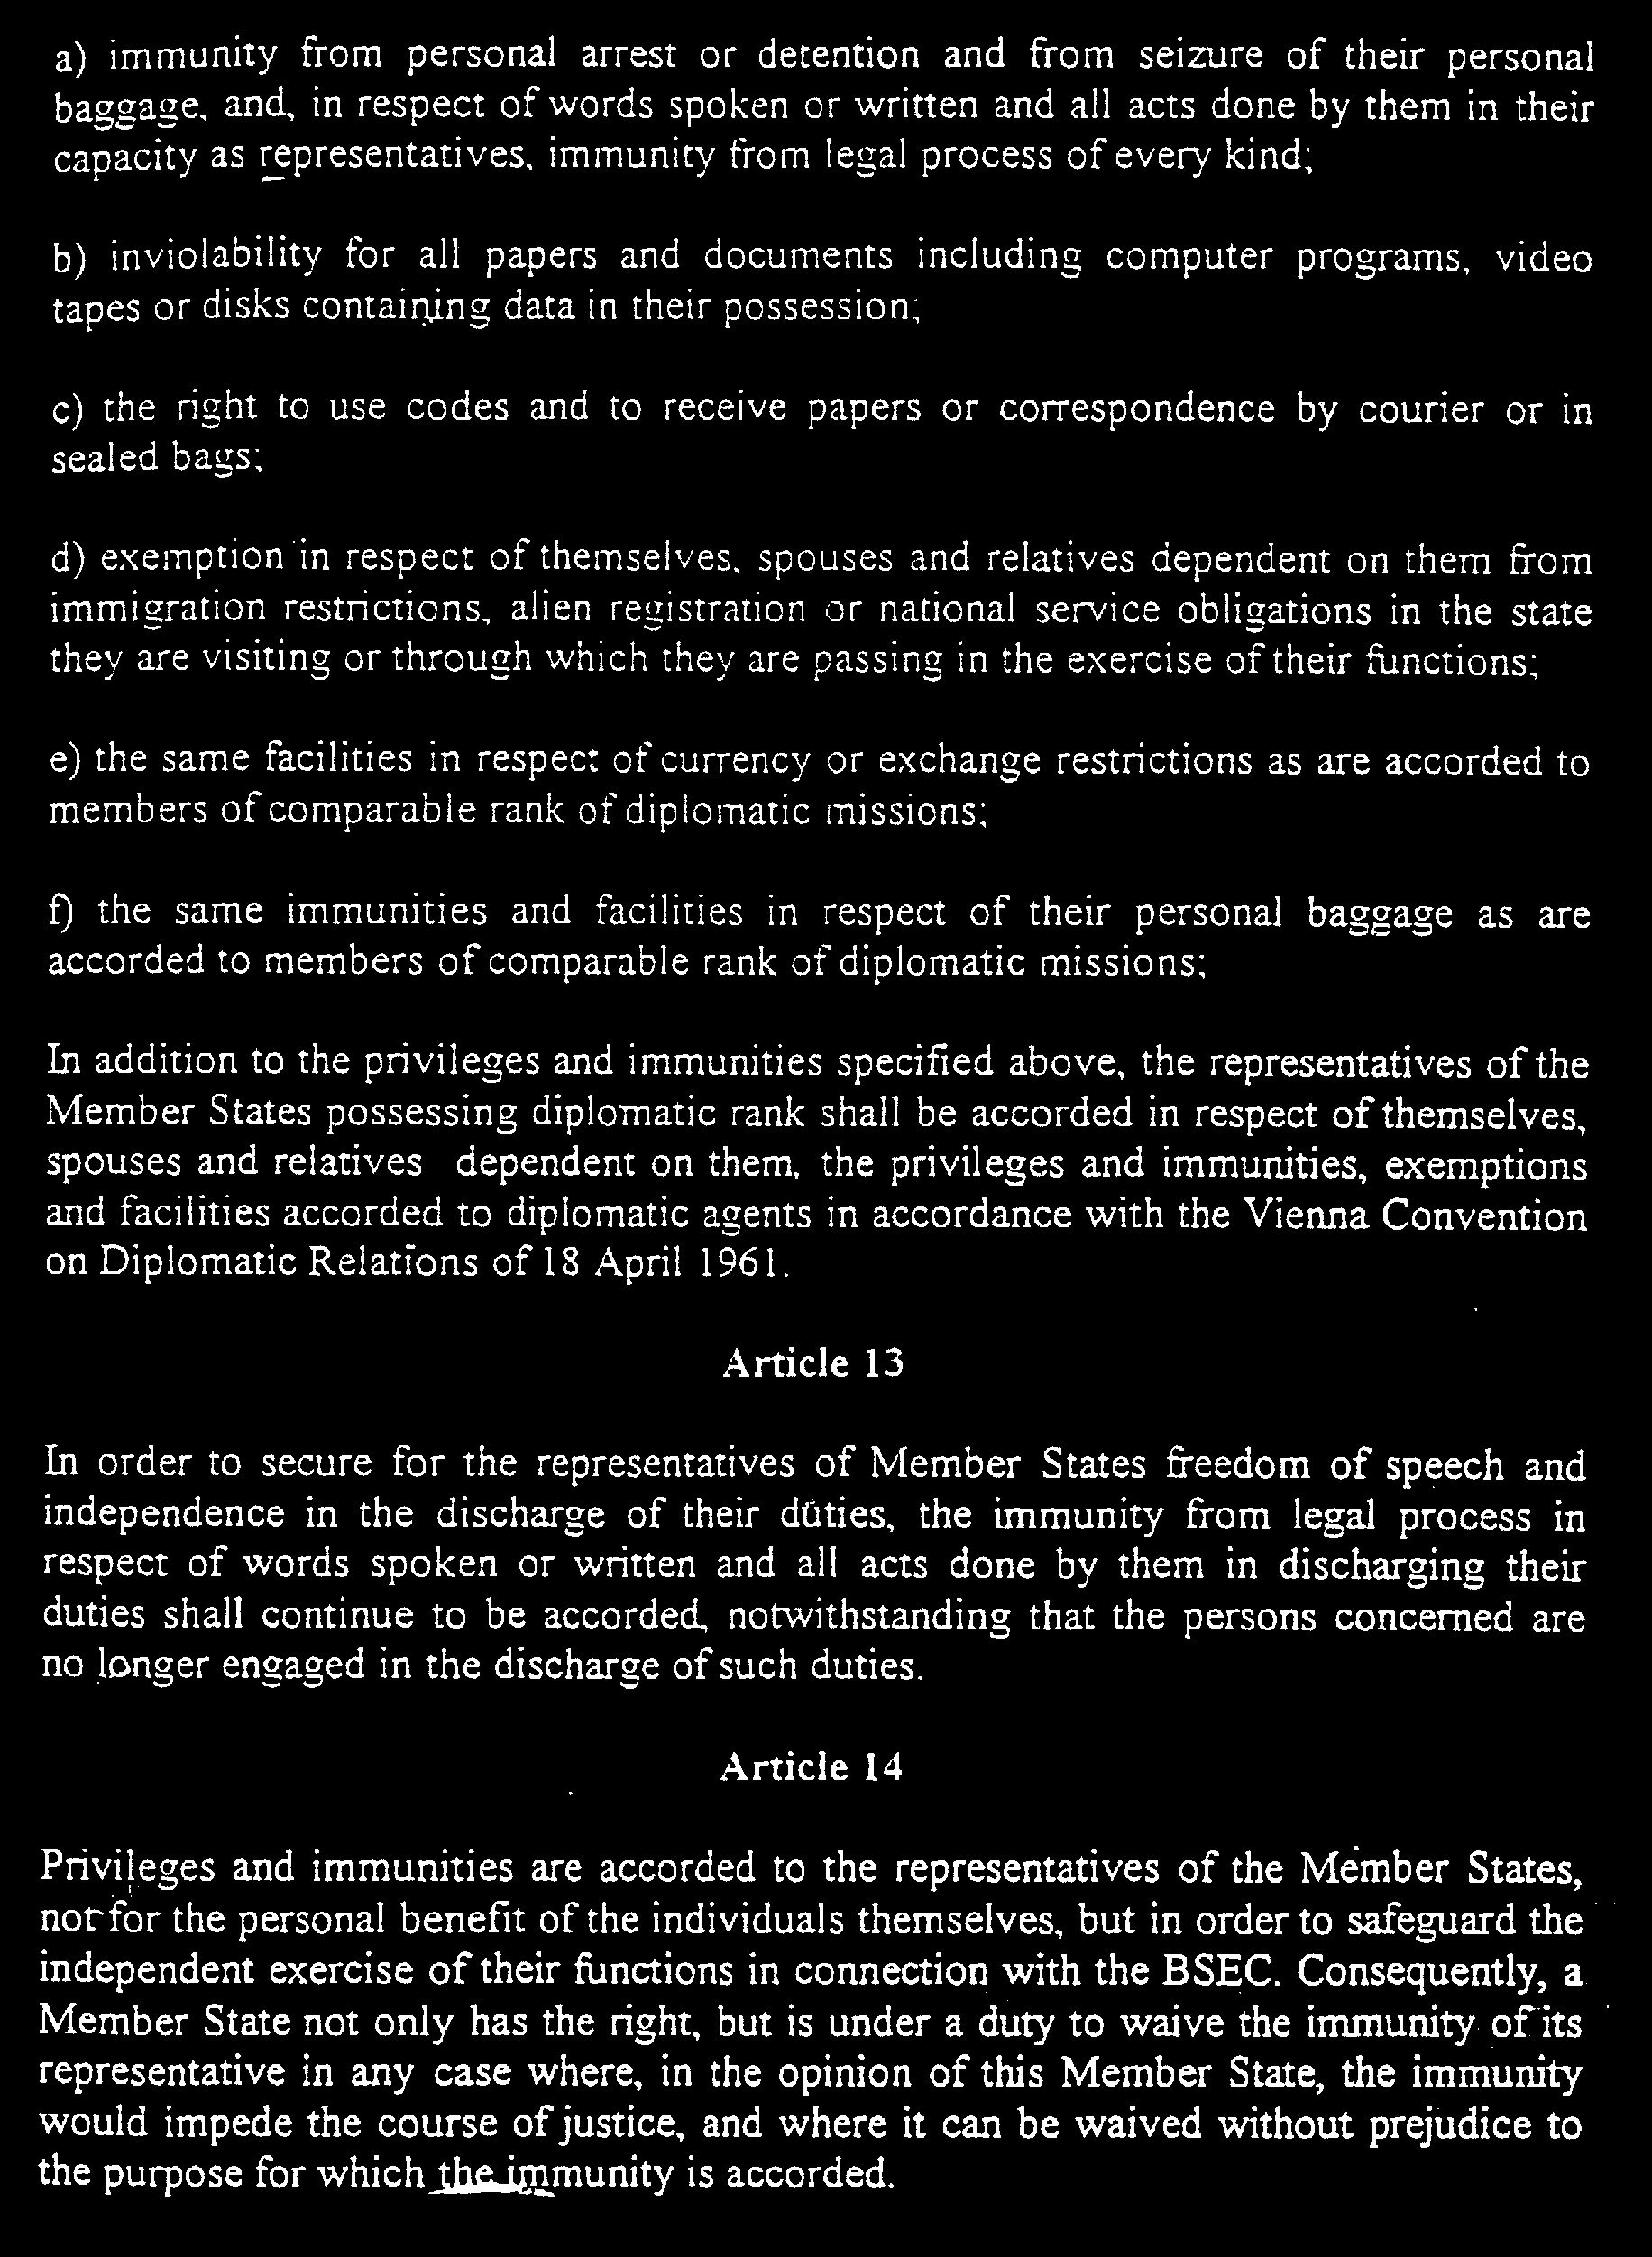 a) immunity from personal arrest or detention and from seizure of their personal
baggage, and, in respect of words spoken or written and all acts done by them in their
capacity as representatives, immunity from legal process of every kind;
b) inviolability for all papers and documents including computer programs, video
tapes or disks containing data in their possession;
c) the right to use codes and to receive papers or correspondence by courier or in
sealed bags;
d) exemption in respect of themselves, spouses and relatives dependent on them from
immigration restrictions, alien registration or national service obligations in the state
they are visiting or through which they are passing in the exercise of their functions;
e) the same facilities in respect of currency or exchange restrictions as are accorded to
members of comparable rank of diplomatic missions;
f) the same immunities and facilities in respect of their personal baggage as are
accorded to members of comparable rank of diplomatic missions;
In addition to the privileges and immunities specified above, the representatives of the
Member States possessing diplomatic rank shall be accorded in respect of themselves,
spouses and relatives dependent on them, the privileges and immunities, exemptions
and facilities accorded to diplomatic agents in accordance with the Vienna Convention
on Diplomatic Relations of 18 April 1961.
Article 13
In order to secure for the representatives of Member States freedom of speech and
independence in the discharge of their duties, the immunity from legal process in
respect of words spoken or written and all acts done by them in discharging their
duties shall continue to be accorded, notwithstanding that the persons concerned are
no longer engaged in the discharge of such duties.
Article 14
Privileges and immunities are accorded to the representatives of the Member States,
not for the personal benefit of the individuals themselves, but in order to safeguard the
independent exercise of their functions in connection with the BSEC. Consequently, a
Member State not only has the right, but is under a duty to waive the immunity of its
representative in any case where, in the opinion of this Member State, the immunity
would impede the course of justice, and where it can be waived without prejudice to
the purpose for which the immunity is accorded.